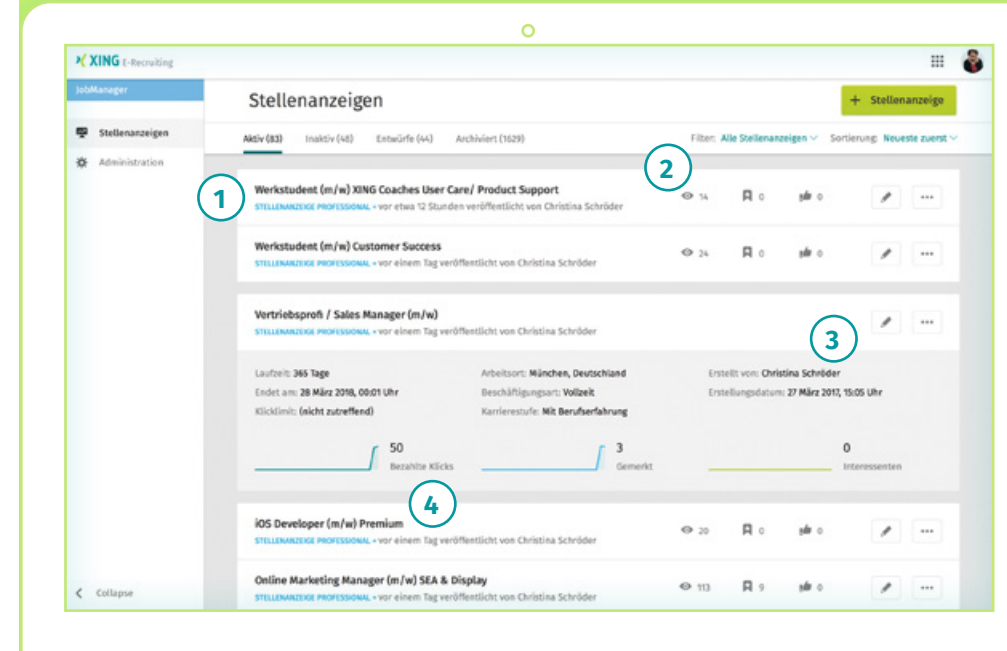 XING E-Recruiting
JobManager
Stellenanzeigen
+ Stellenanzeige
Stellenanzeigen
Administration
Aktiv (83) Inaktiv (48) Entwürfe (44) Archiviert (1629)
Filter: Alle Stellenanzeigen Sortierung: Neueste zuerst
1
2
Werkstudent (m/w) XING Coaches User Care/ Product Support
STELLENANZEIGE PROFESSIONAL • vor etwa 12 Stunden veröffentlicht von Christina Schröder
14 0 0
Werkstudent (m/w) Customer Success
STELLENANZEIGE PROFESSIONAL • vor einem Tag veröffentlicht von Christina Schröder
24 0 0
Vertriebsprofi / Sales Manager (m/w)
STELLENANZEIGE PROFESSIONAL • vor einem Tag veröffentlicht von Christina Schröder
3
Laufzeit: 365 Tage Arbeitsort: München, Deutschland Erstellt von: Christina Schröder
Endet am: 28 März 2018, 00:01 Uhr Beschäftigungsart: Vollzeit Erstellungsdatum: 27 März 2017, 15:05 Uhr
Klicklimit: (nicht zutreffend) Karrierestufe: Mit Berufserfahrung
50 3 0
Bezahlte Klicks Gemerkt Interessenten
4
iOS Developer (m/w) Premium
STELLENANZEIGE PROFESSIONAL • vor einem Tag veröffentlicht von Christina Schröder
20 0 0
Online Marketing Manager (m/w) SEA & Display
STELLENANZEIGE PROFESSIONAL • vor einem Tag veröffentlicht von Christina Schröder
113 9 0
Collapse